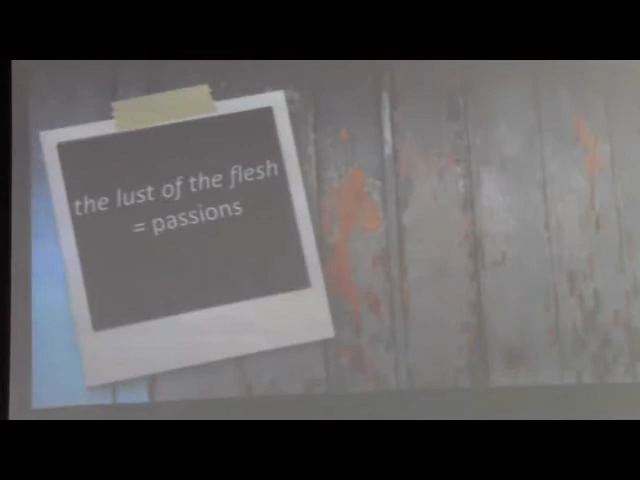 the lust of the flesh
= passions